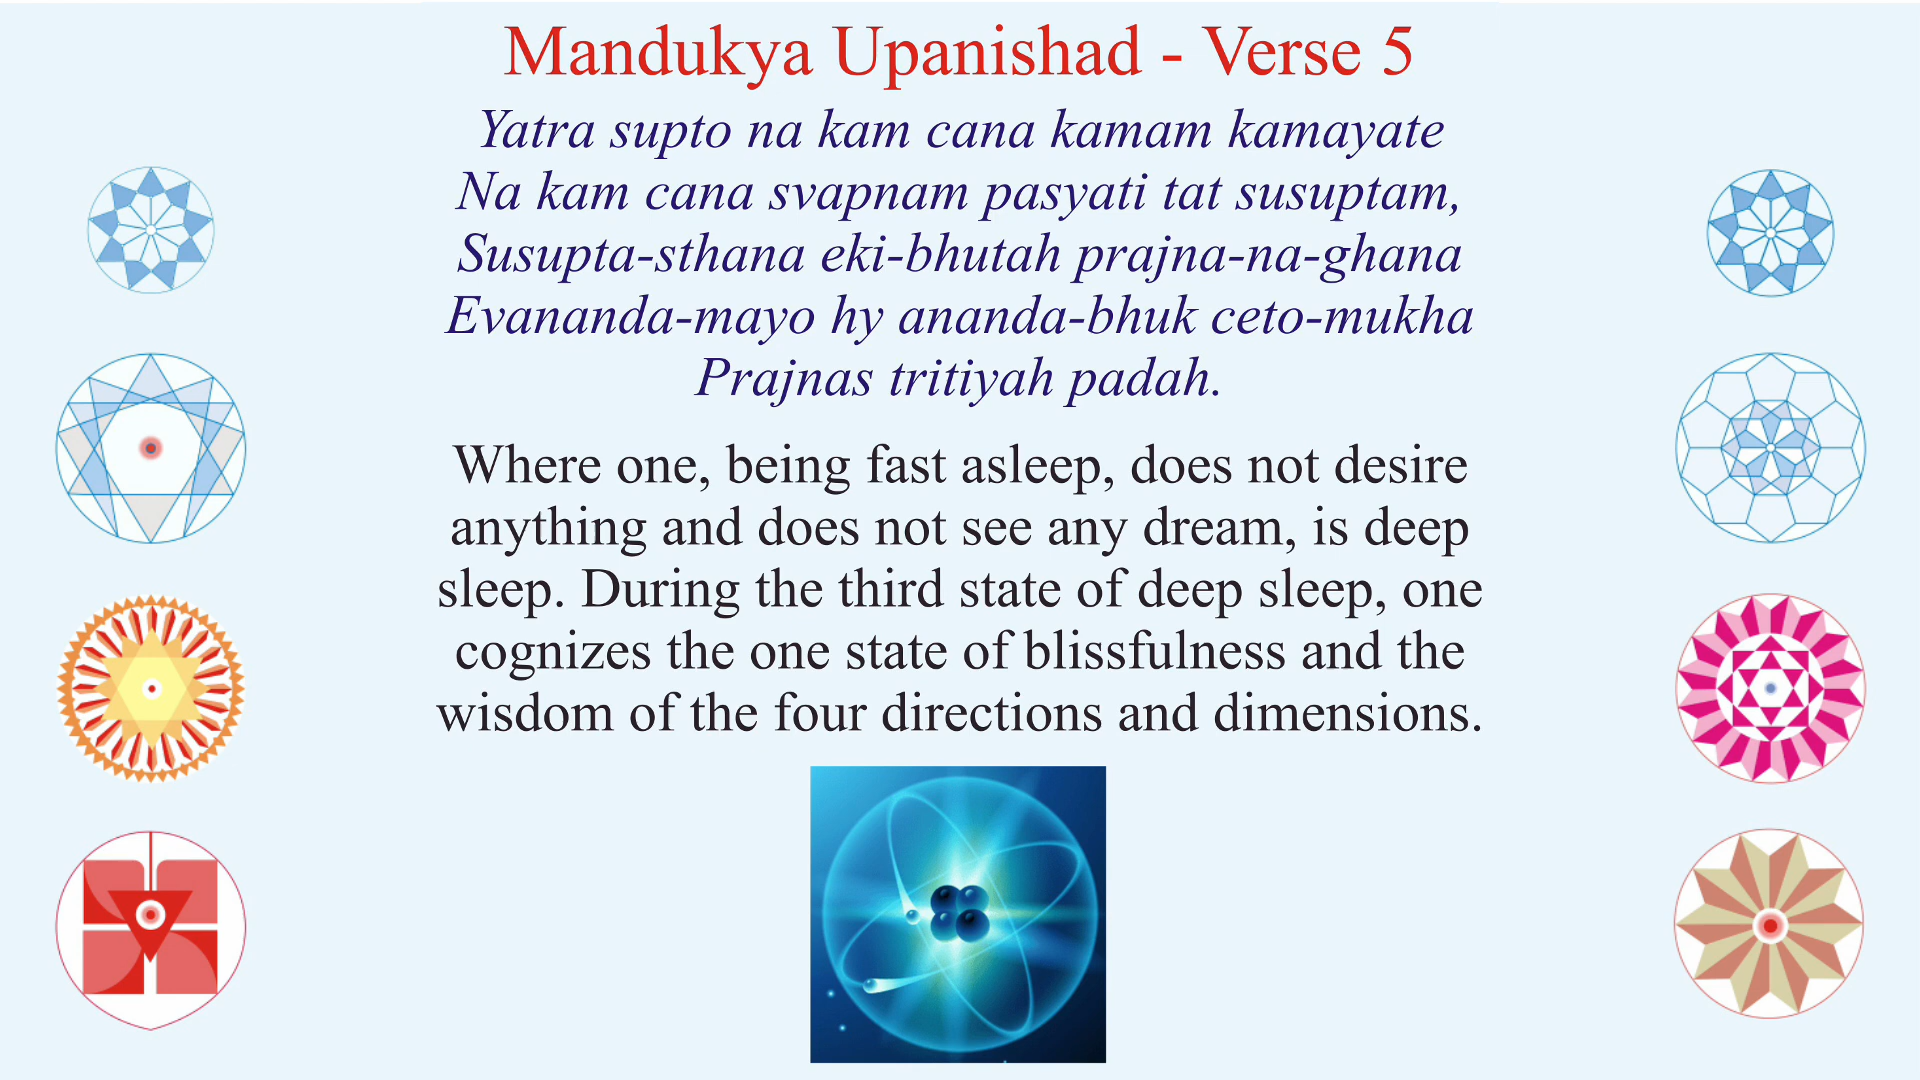 Mandukya Upanishad - Verse 5
Yatra supto na kam cana kamam kamayate
Na kam cana svapnam pasyati tat susuptam,
Susupta-sthana eki-bhutah prajna-na-ghana
Evananda-mayo hy ananda-bhuk ceto-mukha
Prajnas tritiyah padah.
Where one, being fast asleep, does not desire
anything and does not see any dream, is deep
sleep. During the third state of deep sleep, one
cognizes the one state of blissfulness and the
wisdom of the four directions and dimensions.